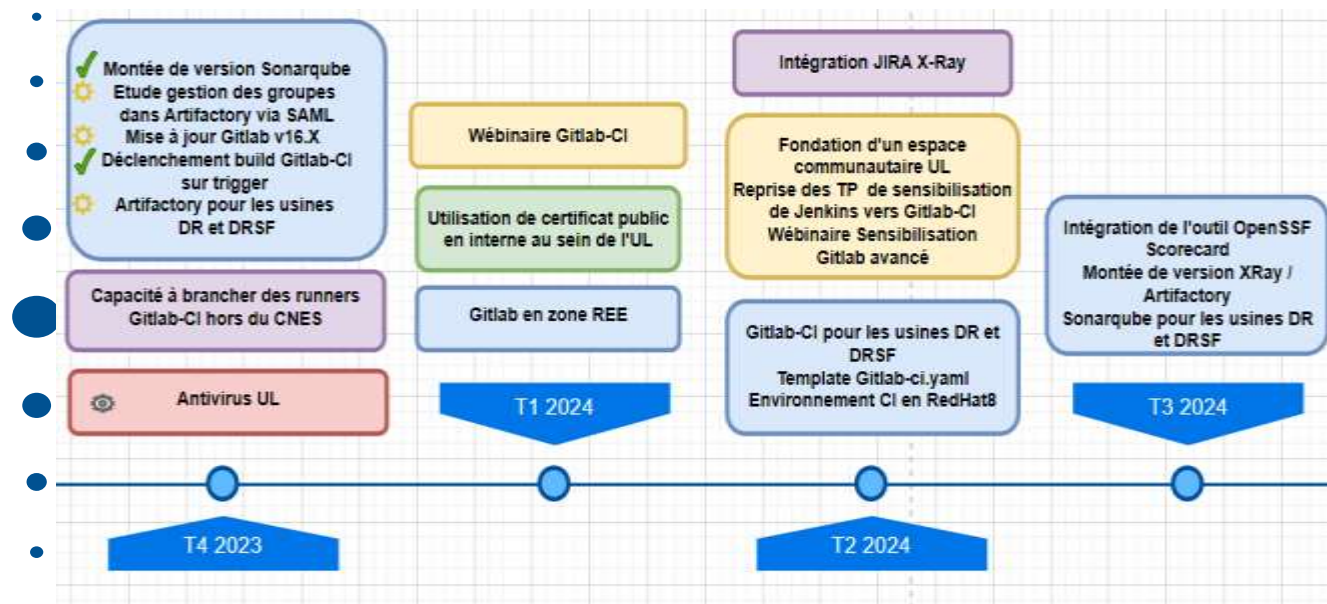 Montée de version Sonarqube
Etude gestion des groupes
dans Artifactory via SAML
Mise à jour Gitlab v16.X
Déclenchement build Gitlab-CI
sur trigger
Artifactory pour les usines
DR et DRSF
Capacité à brancher des runners
Gitlab-CI hors du CNES
Antivirus UL
T4 2023
Wébinaire Gitlab-CI
Utilisation de certificat public
en interne au sein de l'UL
Gitlab en zone REE
T1 2024
Intégration JIRA X-Ray
Fondation d'un espace
communautaire UL
Reprise des TP de sensibilisation
de Jenkins vers Gitlab-CI
Wébinaire Sensibilisation
Gitlab avancé
Gitlab-CI pour les usines DR et
DRSF
Template Gitlab-ci.yaml
Environnement CI en RedHat8
T2 2024
Intégration de l'outil OpenSSF
Scorecard
Montée de version XRay /
Artifactory
Sonarqube pour les usines DR
et DRSF
T3 2024